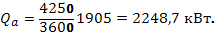 Qₐ = 4250/3600 1905 = 2248,7 кВт.